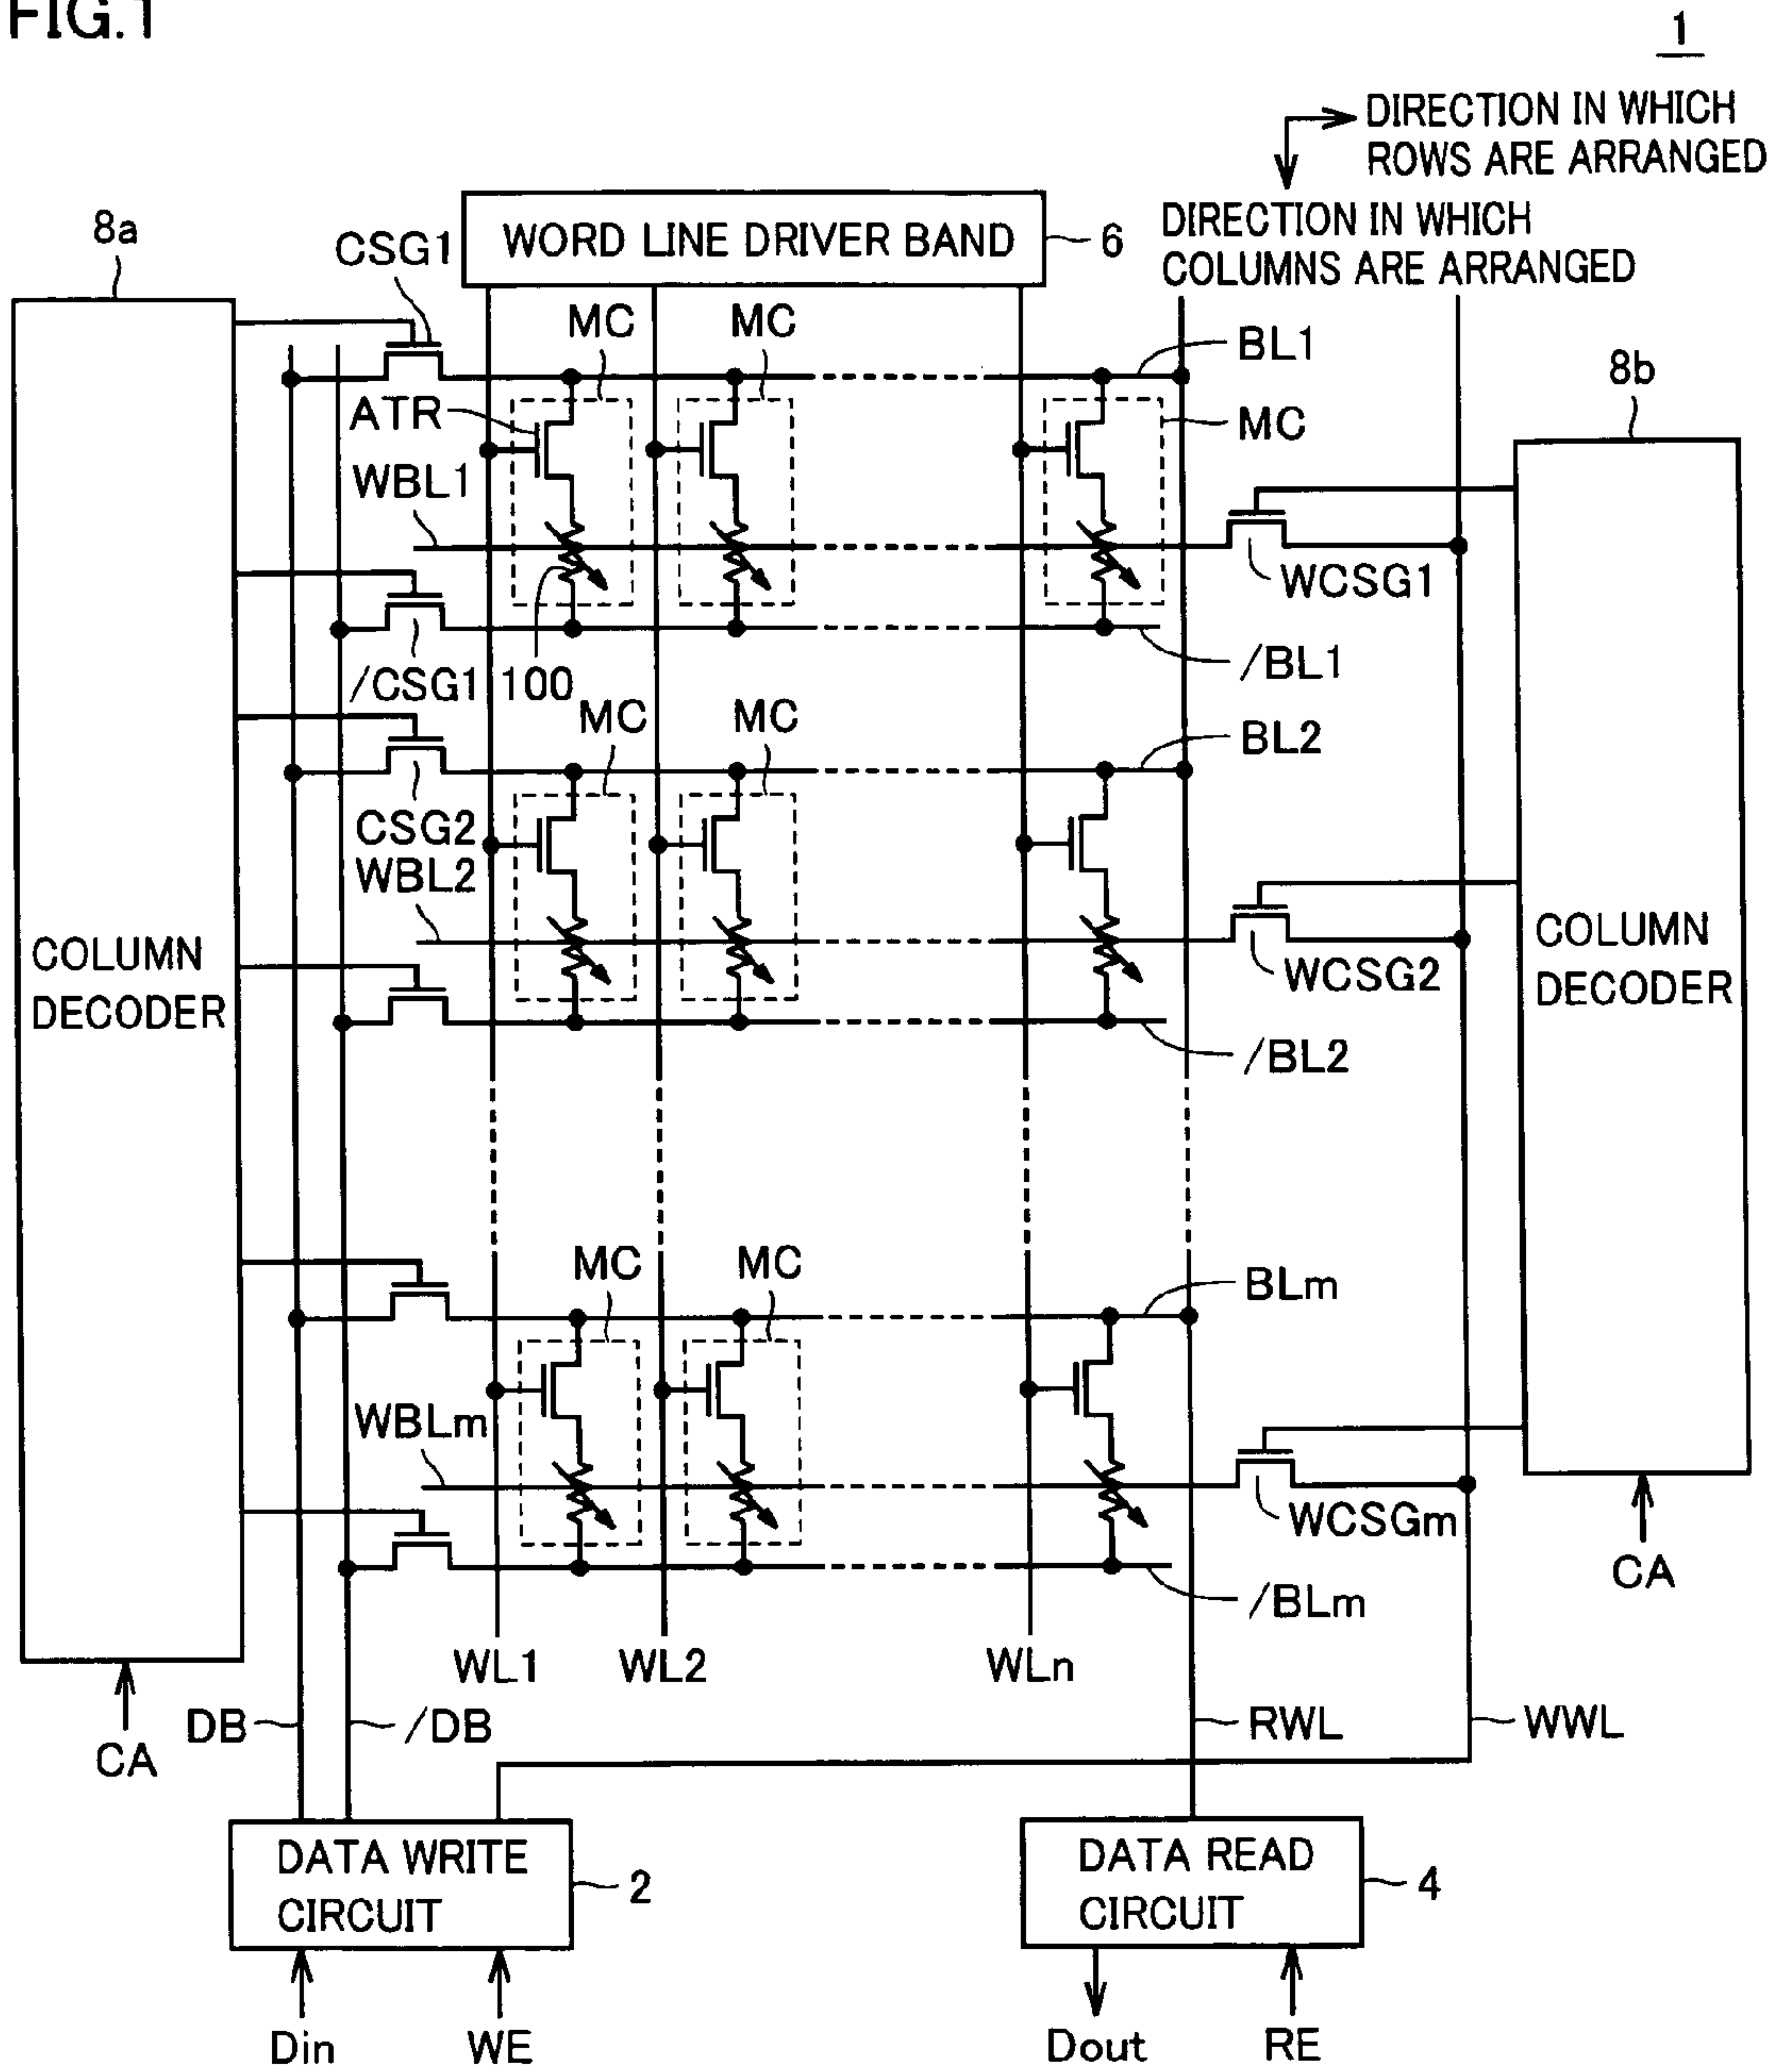 FIG.1
1
DIRECTION IN WHICH
ROWS ARE ARRANGED
DIRECTION IN WHICH
COLUMNS ARE ARRANGED
8a
CSG1
WORD LINE DRIVER BAND
6
MC
MC
BL1
8b
ATR
MC
WBL1
WCSG1
/CSG1
100
/BL1
MC
MC
BL2
CSG2
WBL2
COLUMN
DECODER
WCSG2
COLUMN
DECODER
/BL2
MC
MC
BLm
WBLm
WCSGm
CA
/BLm
WL1
WL2
WLn
DB
/DB
RWL
WWL
CA
DATA WRITE
CIRCUIT
2
DATA READ
CIRCUIT
4
Din
WE
Dout
RE